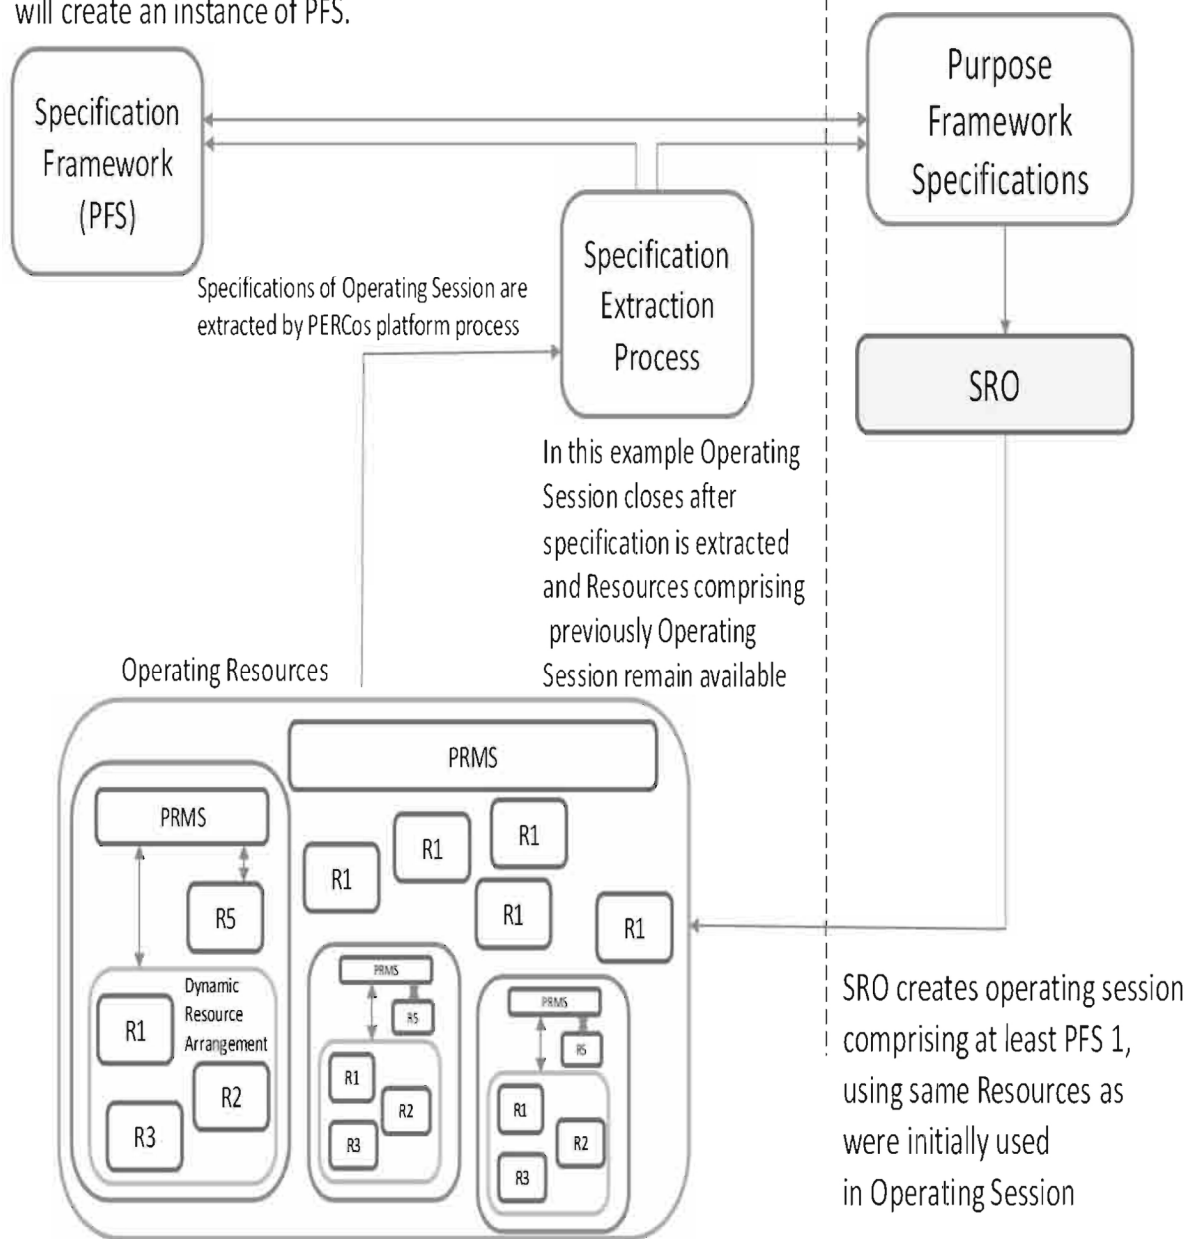 will create an instance of PFS.
Specification
Framework
(PFS)
Purpose
Framework
Specifications
Specification
Extraction
Process
Specifications of Operating Session are
extracted by PERCos platform process
SRO
In this example Operating
Session closes after
specification is extracted
and Resources comprising
previously Operating
Session remain available
Operating Resources
PRMS
PRMS
R5
Dynamic
Resource
Arrangement
R1
R2
R3
R1
R1
R1
R1
R1
PRMS
R5
R1
R2
R3
PRMS
R5
R1
R2
R3
SRO creates operating session
comprising at least PFS 1,
using same Resources as
were initially used
in Operating Session